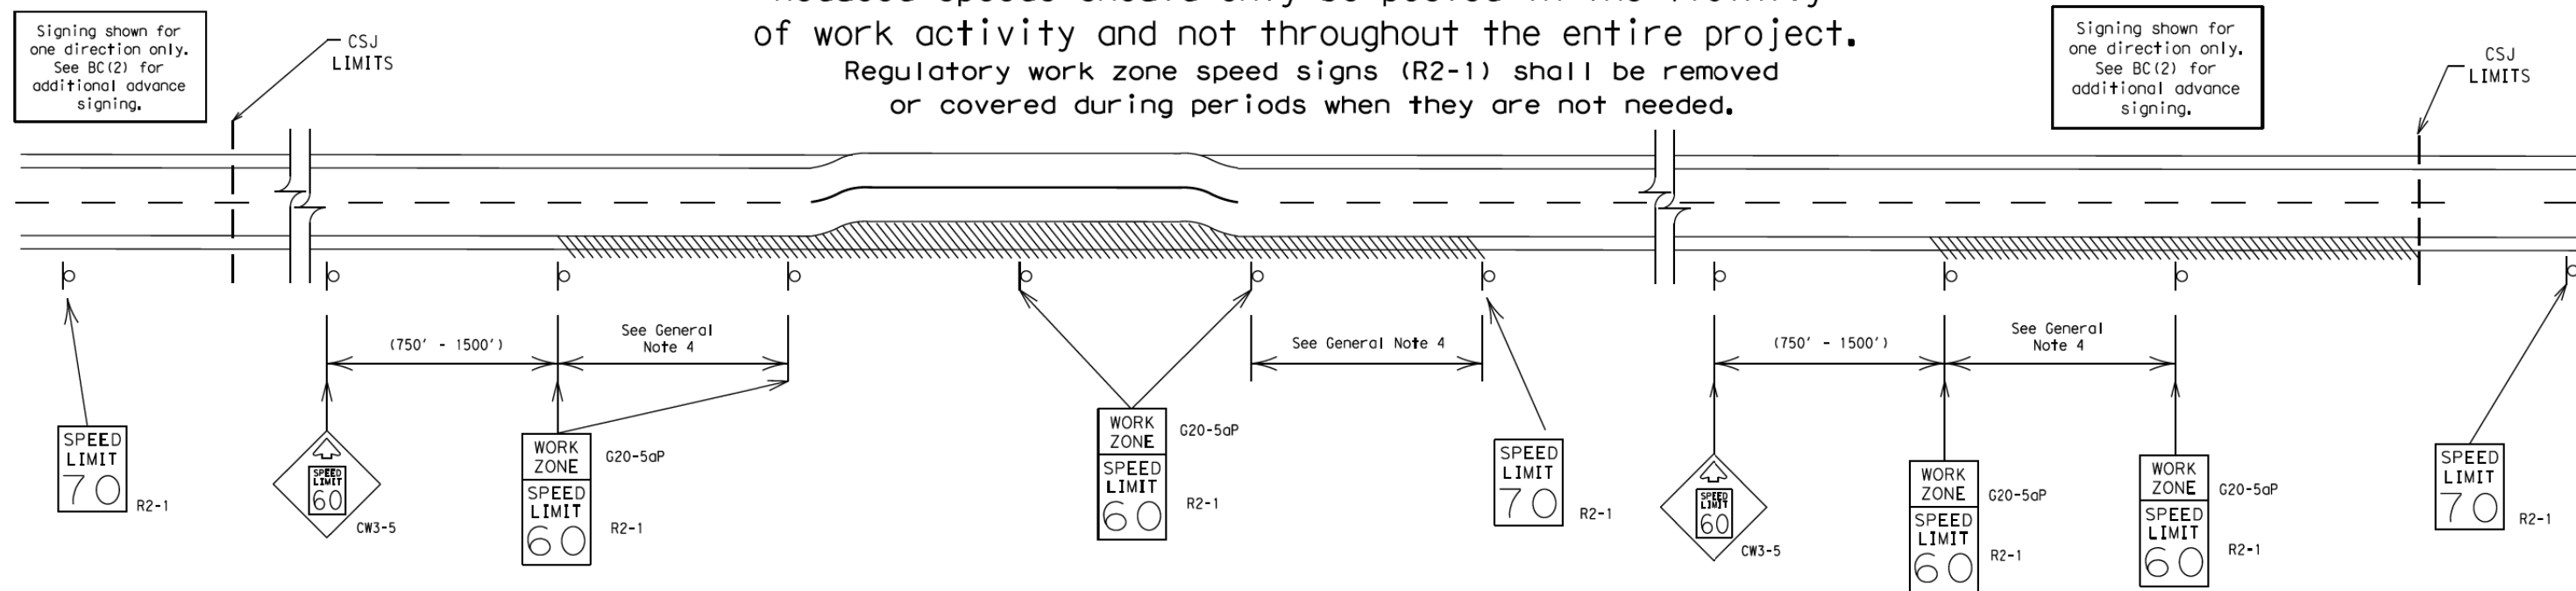 of work activity and not throughout the entire project.
Regulatory work zone speed signs (R2-1) shall be removed
or covered during periods when they are not needed.
Signing shown for
one direction only.
See BC(2) for
additional advance
signing.
CSJ
LIMITS
Signing shown for
one direction only.
See BC(2) for
additional advance
signing.
CSJ
LIMITS
(750' - 1500')
See General
Note 4
See General Note 4
(750' - 1500')
See General
Note 4
SPEED
LIMIT
70
R2-1
SPEED
LIMIT
60
CW3-5
WORK
ZONE
G20-5aP
SPEED
LIMIT
60
R2-1
WORK
ZONE
G20-5aP
SPEED
LIMIT
60
R2-1
SPEED
LIMIT
70
R2-1
SPEED
LIMIT
60
CW3-5
WORK
ZONE
G20-5aP
SPEED
LIMIT
60
R2-1
WORK
ZONE
G20-5aP
SPEED
LIMIT
60
R2-1
SPEED
LIMIT
70
R2-1